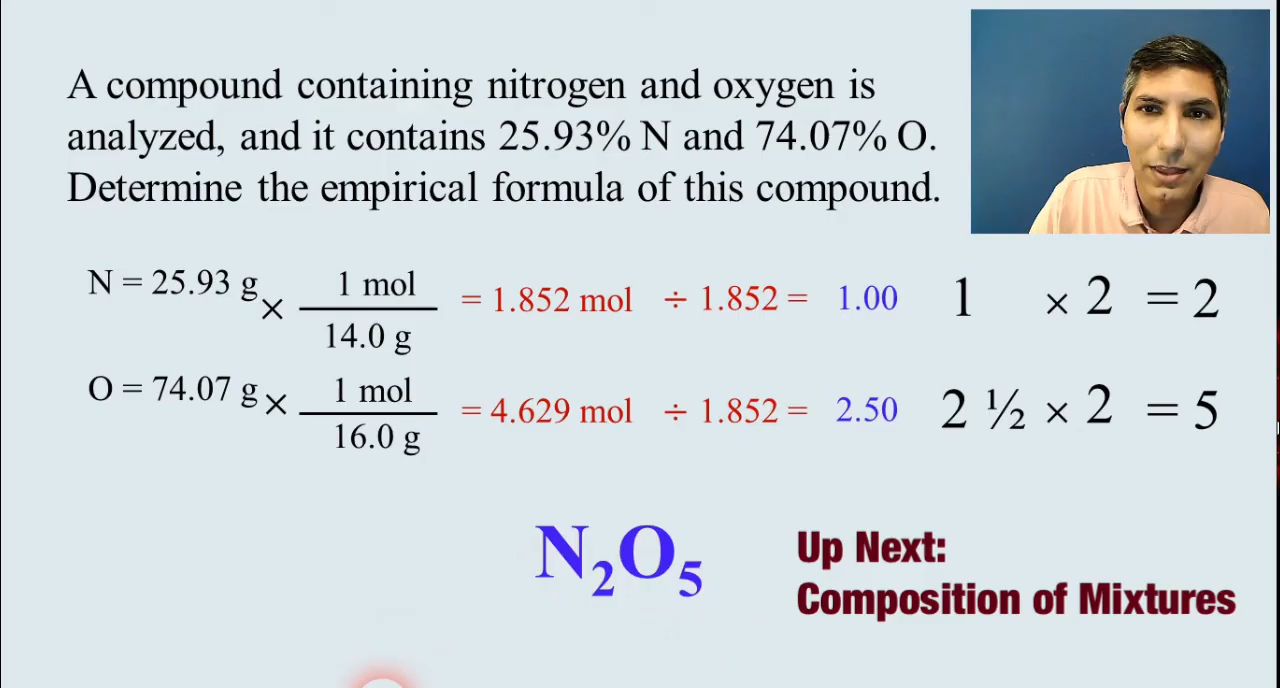 A compound containing nitrogen and oxygen is
analyzed, and it contains 25.93% N and 74.07% O.
Determine the empirical formula of this compound.
N = 25.93 g × 1 mol / 14.0 g = 1.852 mol ÷ 1.852 = 1.00 1 × 2 = 2
O = 74.07 g × 1 mol / 16.0 g = 4.629 mol ÷ 1.852 = 2.50 2 ½ × 2 = 5
N₂O₅
Up Next:
Composition of Mixtures